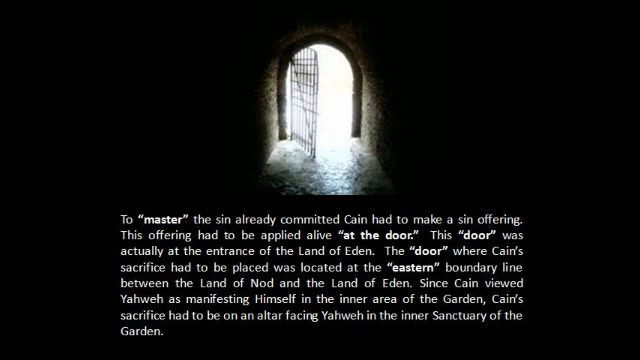 To “master” the sin already committed Cain had to make a sin offering.
This offering had to be applied alive “at the door.” This “door” was
actually at the entrance of the Land of Eden. The “door” where Cain’s
sacrifice had to be placed was located at the “eastern” boundary line
between the Land of Nod and the Land of Eden. Since Cain viewed
Yahweh as manifesting Himself in the inner area of the Garden, Cain’s
sacrifice had to be on an altar facing Yahweh in the inner Sanctuary of the
Garden.